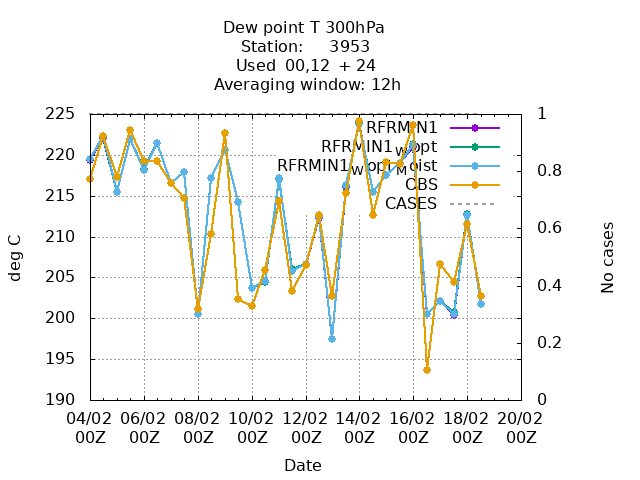 Dew point T 300hPa
Station: 3953
Used 00,12 + 24
Averaging window: 12h
225
220
215
210
205
200
195
190
deg C
1
0.8
0.6
0.4
0.2
0
No cases
RFRMIN1
RFRMIN1_Wopt
RFRMIN1_Wopt_Moist
OBS
CASES
04/02 06/02 08/02 10/02 12/02 14/02 16/02 18/02 20/02
00Z 00Z 00Z 00Z 00Z 00Z 00Z 00Z 00Z
Date